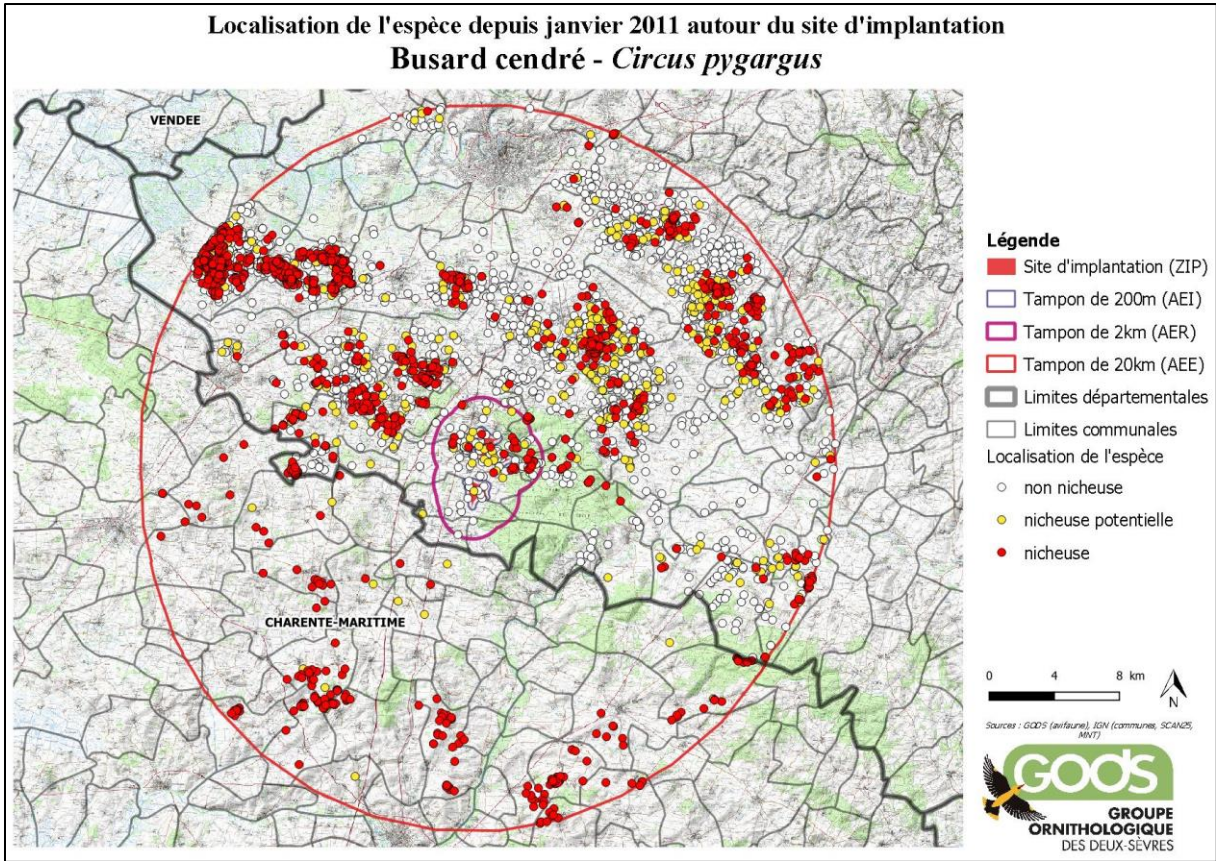 Localisation de l'espèce depuis janvier 2011 autour du site d'implantation
Busard cendré - Circus pygargus
VENDEE
CHARENTE-MARITIME
Légende
Site d'implantation (ZIP)
Tampon de 200m (AEI)
Tampon de 2km (AER)
Tampon de 20km (AEE)
Limites départementales
Limites communales
Localisation de l'espèce
non nicheuse
nicheuse potentielle
nicheuse
0 4 8 km
N
Sources : GODS (avifaune), IGN (communes, SCAN25,
MNT)
GODS
GROUPE
ORNITHOLOGIQUE
DES DEUX-SÈVRES